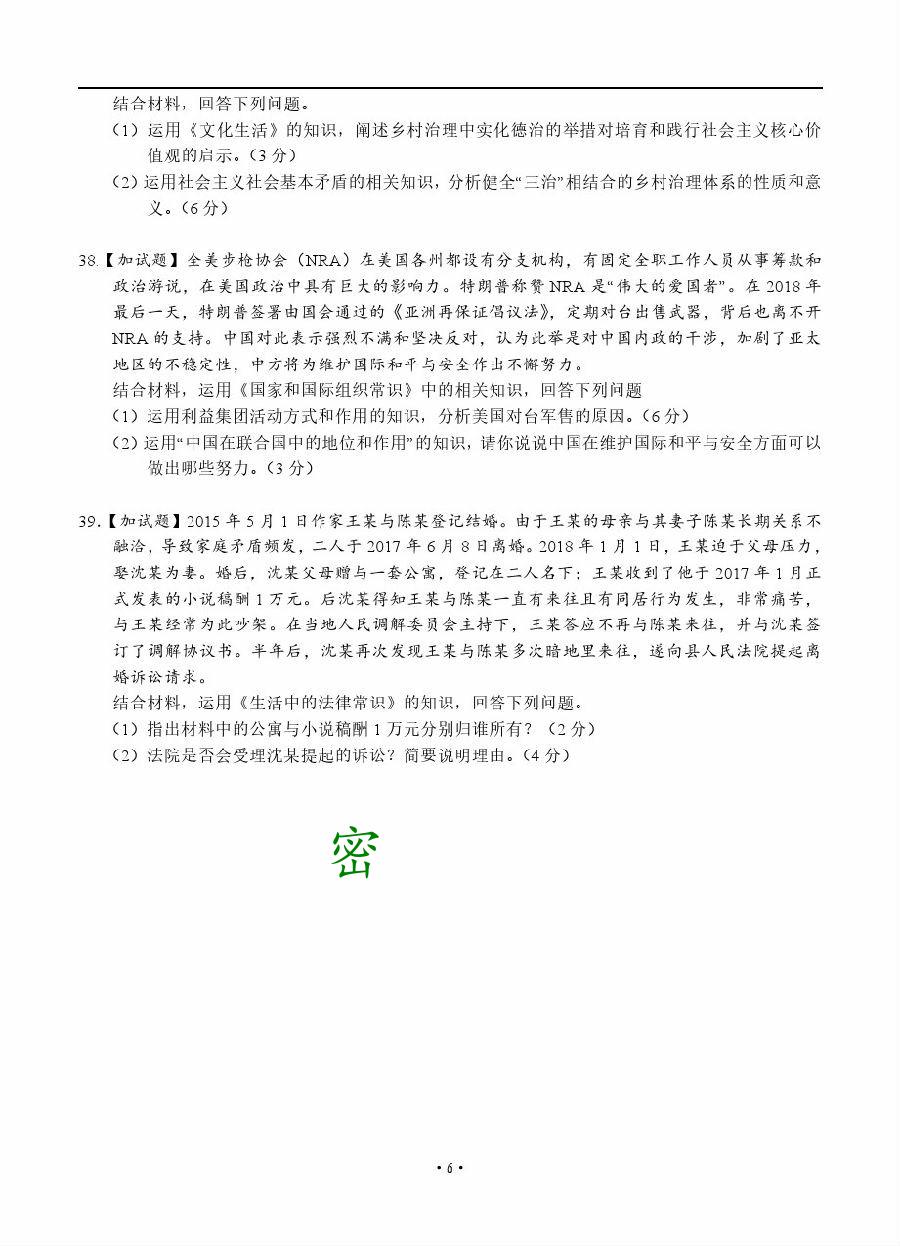 结合材料，回答下列问题。
（1）运用《文化生活》的知识，阐述乡村治理中实化德治的举措对培育和践行社会主义核心价
值观的启示。（3 分）
（2）运用社会主义社会基本矛盾的相关知识，分析健全“三治”相结合的乡村治理体系的性质和意
义。（6 分）
38.【加试题】全美步枪协会（NRA）在美国各州都设有分支机构，有固定全职工作人员从事筹款和
政治游说，在美国政治中具有巨大的影响力。特朗普称赞 NRA 是“伟大的爱国者”。在 2018 年
最后一天，特朗普签署由国会通过的《亚洲再保证倡议法》，定期对台出售武器，背后也离不开
NRA 的支持。中国对此表示强烈不满和坚决反对，认为此举是对中国内政的干涉，加剧了亚太
地区的不稳定性，中方将为维护国际和平与安全作出不懈努力。
结合材料，运用《国家和国际组织常识》中的相关知识，回答下列问题
（1）运用利益集团活动方式和作用的知识，分析美国对台军售的原因。（6 分）
（2）运用“中国在联合国中的地位和作用”的知识，请你说说中国在维护国际和平与安全方面可以
做出哪些努力。（3 分）
39.【加试题】2015 年 5 月 1 日作家王某与陈某登记结婚。由于王某的母亲与其妻子陈某长期关系不
融洽，导致家庭矛盾频发，二人于 2017 年 6 月 8 日离婚。2018 年 1 月 1 日，王某迫于父母压力，
娶沈某为妻。婚后，沈某父母赠与一套公寓，登记在二人名下；王某收到了他于 2017 年 1 月正
式发表的小说稿酬 1 万元。后沈某得知王某与陈某一直有来往且有同居行为发生，非常痛苦，
与王某经常为此吵架。在当地人民调解委员会主持下，王某答应不再与陈某来往，并与沈某签
订了调解协议书。半年后，沈某再次发现王某与陈某多次暗地里来往，遂向县人民法院提起离
婚诉讼请求。
结合材料，运用《生活中的法律常识》的知识，回答下列问题。
（1）指出材料中的公寓与小说稿酬 1 万元分别归谁所有？（2 分）
（2）法院是否会受理沈某提起的诉讼？简要说明理由。（4 分）
密
·6·